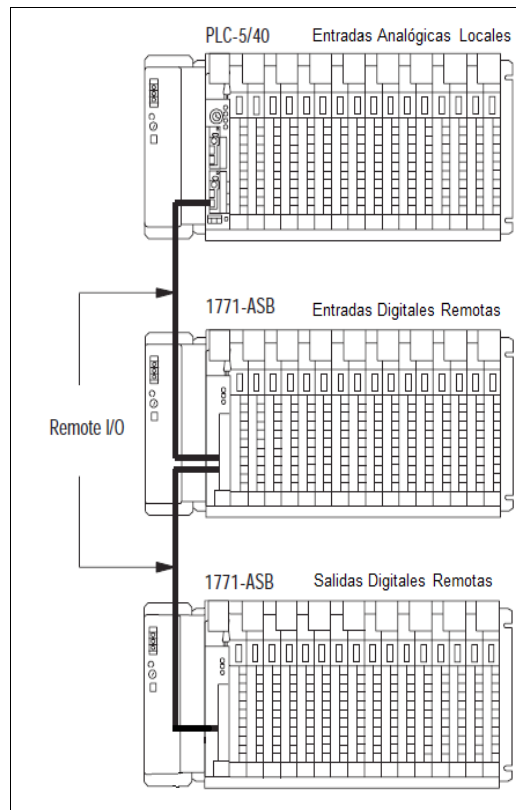 PLC-5/40 Entradas Analógicas Locales
1771-ASB Entradas Digitales Remotas
Remote I/O
1771-ASB Salidas Digitales Remotas